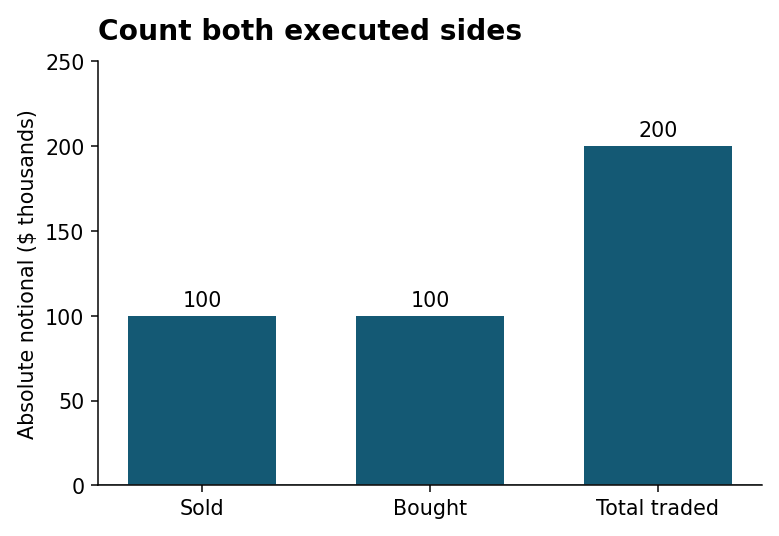 Count both executed sides
Absolute notional ($ thousands)
250
200
150
100
50
0
100
100
200
Sold
Bought
Total traded